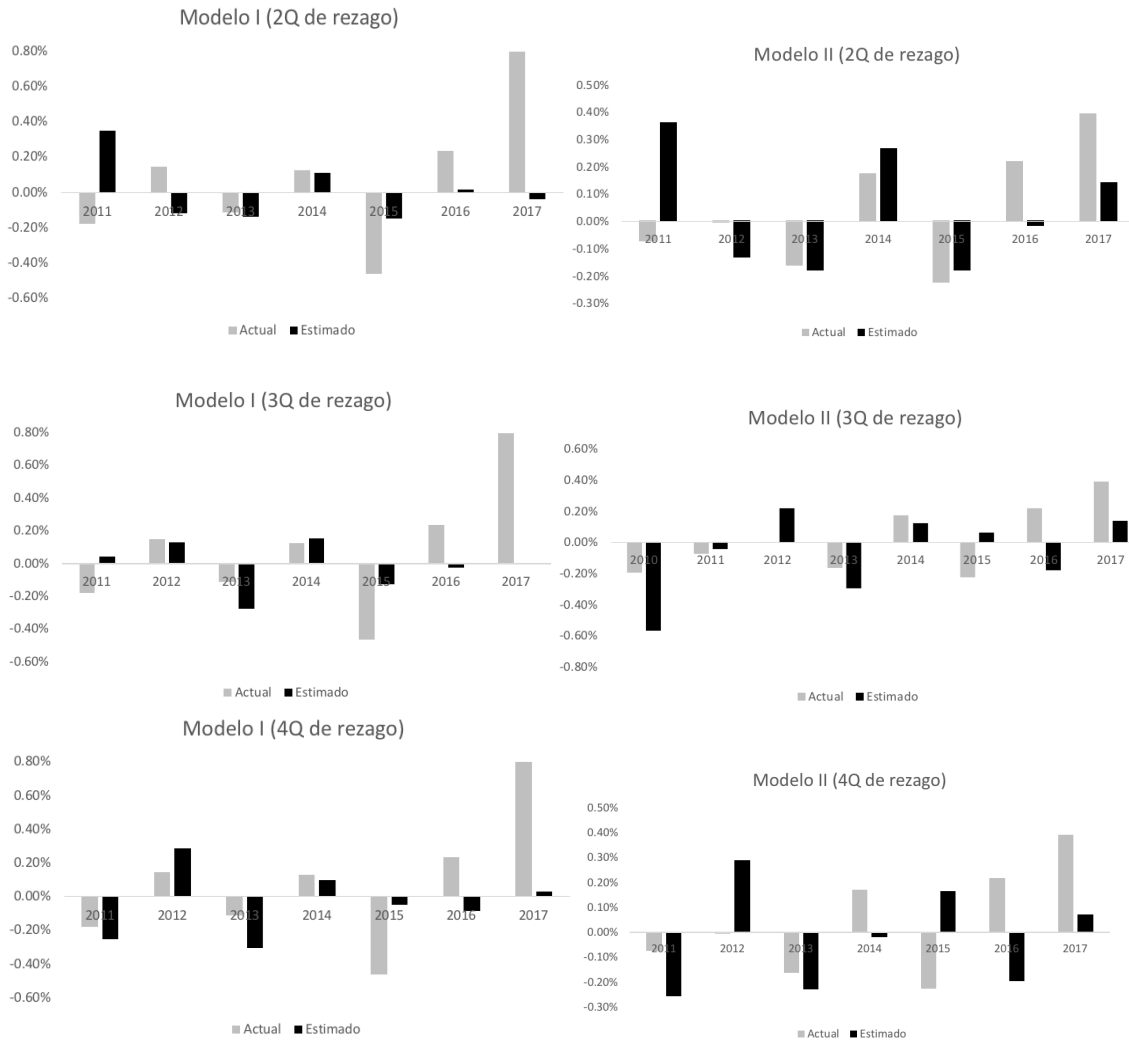 Modelo I (2Q de rezago)
0.80%
0.60%
0.40%
0.20%
0.00%
-0.20%
-0.40%
-0.60%
2011 2012 2013 2014 2015 2016 2017
Actual Estimado
Modelo II (2Q de rezago)
0.50%
0.40%
0.30%
0.20%
0.10%
0.00%
-0.10%
-0.20%
-0.30%
2011 2012 2013 2014 2015 2016 2017
Actual Estimado
Modelo I (3Q de rezago)
0.80%
0.60%
0.40%
0.20%
0.00%
-0.20%
-0.40%
-0.60%
2011 2012 2013 2014 2015 2016 2017
Actual Estimado
Modelo II (3Q de rezago)
0.60%
0.40%
0.20%
0.00%
-0.20%
-0.40%
-0.60%
-0.80%
2010 2011 2012 2013 2014 2015 2016 2017
Actual Estimado
Modelo I (4Q de rezago)
0.80%
0.60%
0.40%
0.20%
0.00%
-0.20%
-0.40%
-0.60%
2011 2012 2013 2014 2015 2016 2017
Actual Estimado
Modelo II (4Q de rezago)
0.50%
0.40%
0.30%
0.20%
0.10%
0.00%
-0.10%
-0.20%
-0.30%
2011 2012 2013 2014 2015 2016 2017
Actual Estimado